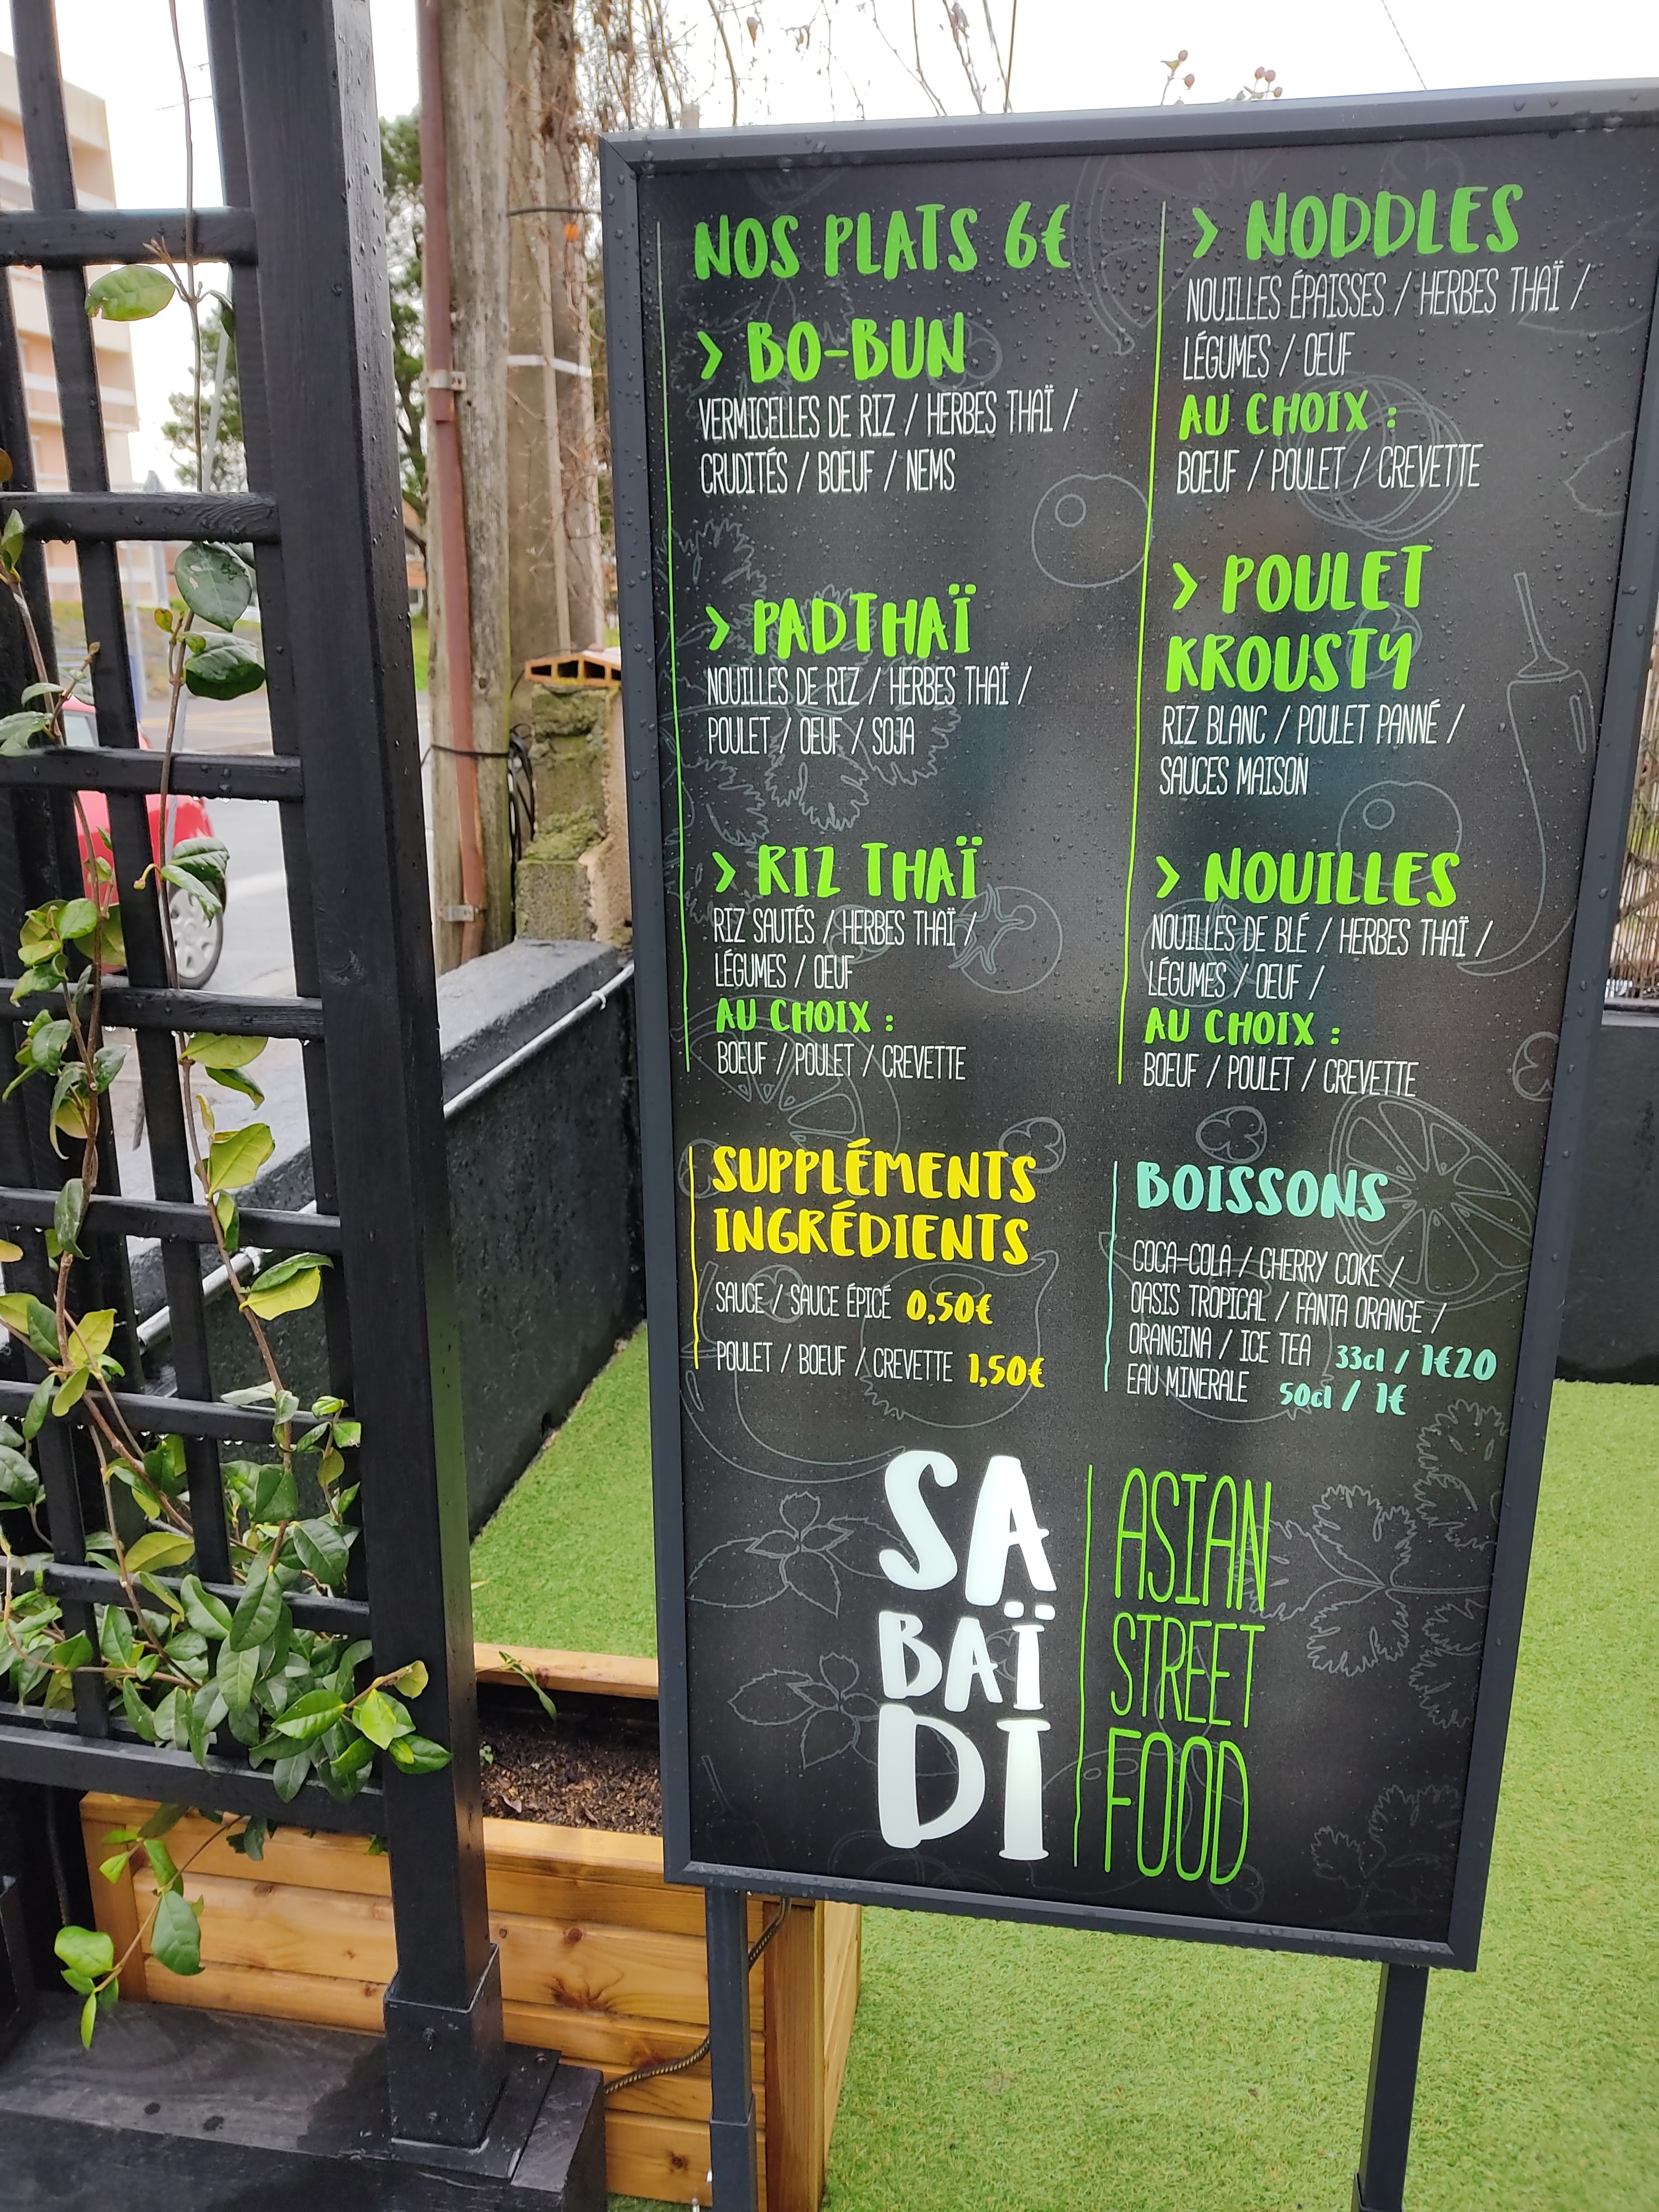 NOS PLATS 6€
> BO-BUN
VERMICELLES DE RIZ / HERBES THAÏ /
CRUDITÉS / BOEUF / NEMS
> PADTHAÏ
NOUILLES DE RIZ / HERBES THAÏ /
POULET / OEUF / SOJA
> RIZ THAÏ
RIZ SAUTÉS / HERBES THAÏ /
LÉGUMES / OEUF
AU CHOIX :
BOEUF / POULET / CREVETTE
> NODDLES
NOUILLES ÉPAISSES / HERBES THAÏ /
LÉGUMES / OEUF
AU CHOIX :
BOEUF / POULET / CREVETTE
> POULET
KROUSTY
RIZ BLANC / POULET PANNÉ /
SAUCES MAISON
> NOUILLES
NOUILLES DE BLÉ / HERBES THAÏ /
LÉGUMES / OEUF /
AU CHOIX :
BOEUF / POULET / CREVETTE
SUPPLÉMENTS
INGRÉDIENTS
SAUCE / SAUCE ÉPICÉ 0,50€
POULET / BOEUF / CREVETTE 1,50€
BOISSONS
COCA-COLA / CHERRY COKE /
OASIS TROPICAL / FANTA ORANGE /
ORANGINA / ICE TEA 33cl / 1€20
EAU MINERALE 50cl / 1€
SA
BAÏ
DI
ASIAN
STREET
FOOD